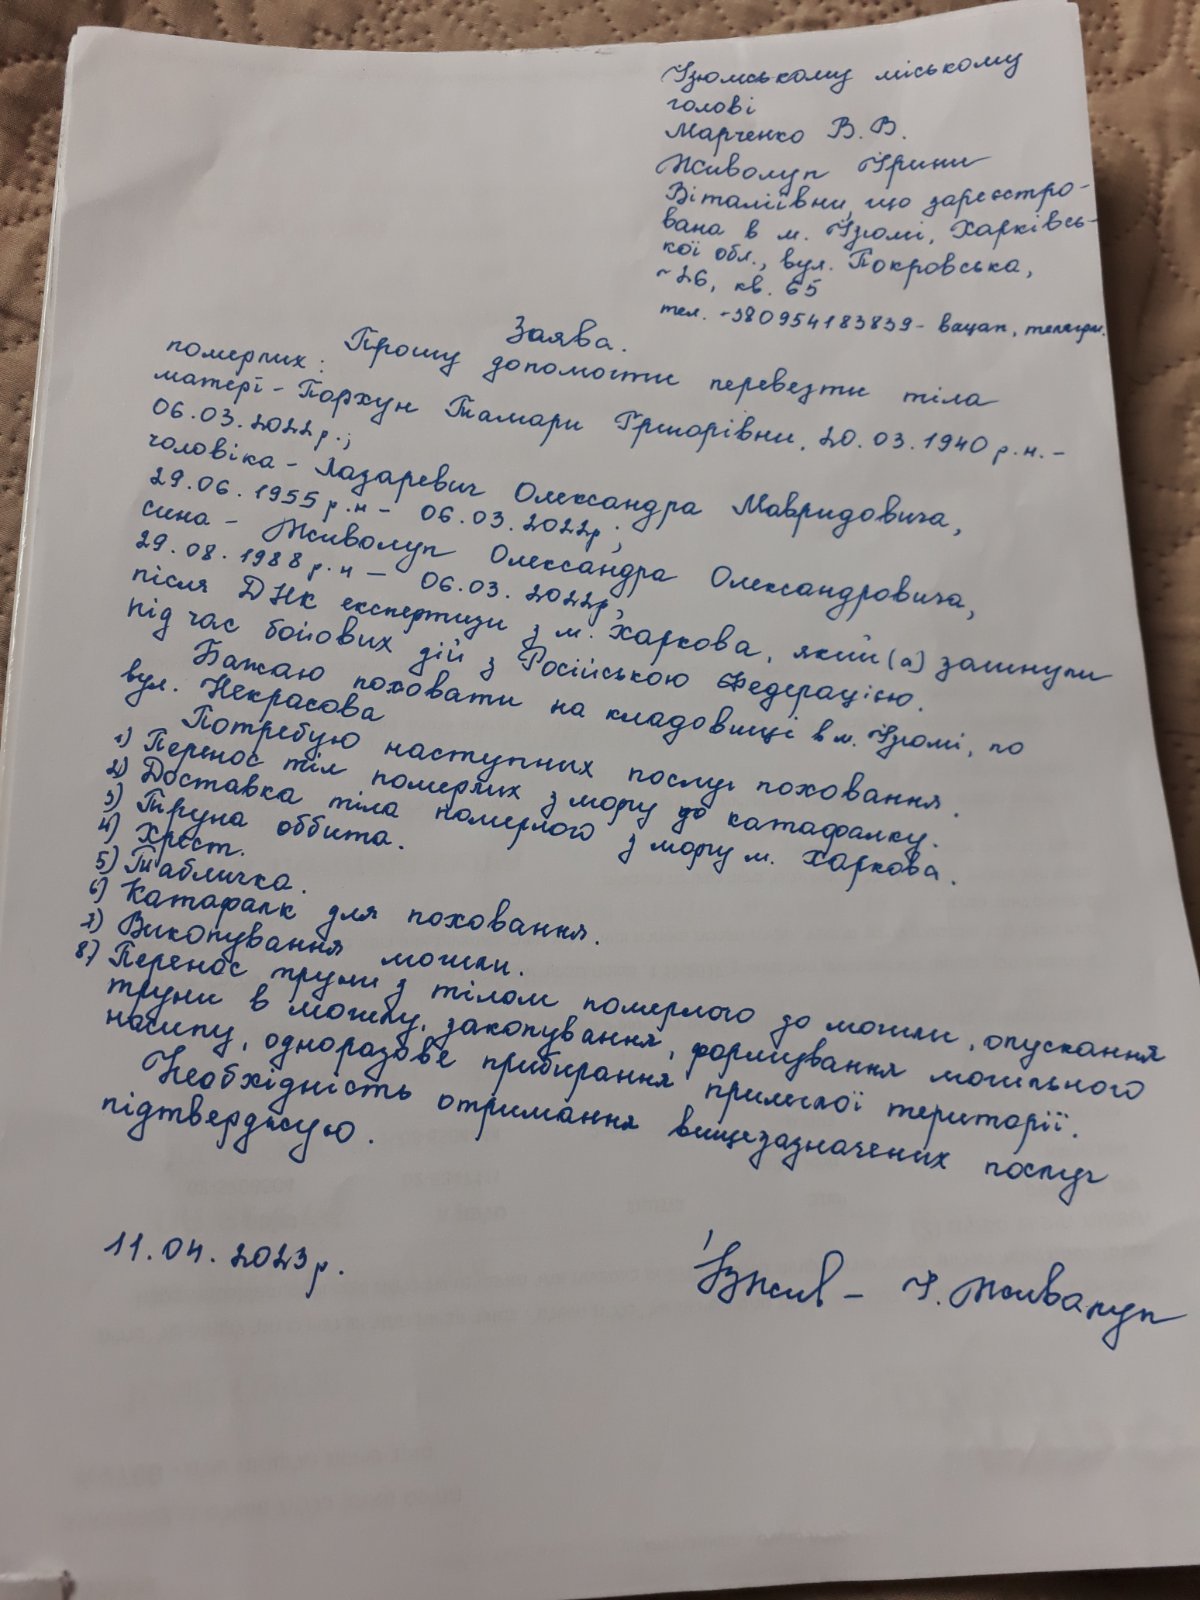 Ізюмському міському
голові
Марченко В. В.
Живолуп Ірини
Віталіївни, що зареєстро-
вана в м. Ізюмі, Харківсь-
кої обл., вул. Покровська,
26, кв. 65
тел. +380954183839 - вацап, телегрм.
Заява.
Прошу допомогти перевезти тіла
померлих:
матері - Пархун Тамари Григорівни, 20.03.1940 р.н. -
06.03.2022р.;
чоловіка - Лазаревич Олександра Мавридовича,
29.06.1955 р.н - 06.03.2022р;
сина - Живолуп Олександра Олександровича,
29.08.1988 р.н - 06.03.2022р,
після ДНК експертизи з м. Харкова, який(а) загинули
під час бойових дій з Російською Федерацією.
Бажаю поховати на кладовищі в м. Ізюмі, по
вул. Некрасова
Потребую наступних послуг поховання.
1) Перенос тіл померлих з моргу до катафалку.
2) Доставка тіла померлого з моргу м. Харкова.
3) Труна оббита.
4) Хрест.
5) Табличка.
6) Катафалк для поховання.
7) Викопування могили.
8) Перенос труни з тілом померлого до могили, опускання
труни в могилу, закопування, формування могильного
насипу, одноразове прибирання прилеглої території.
Необхідність отримання вищезазначених послуг
підтверджую.
11.04.2023р.
І. Живолуп